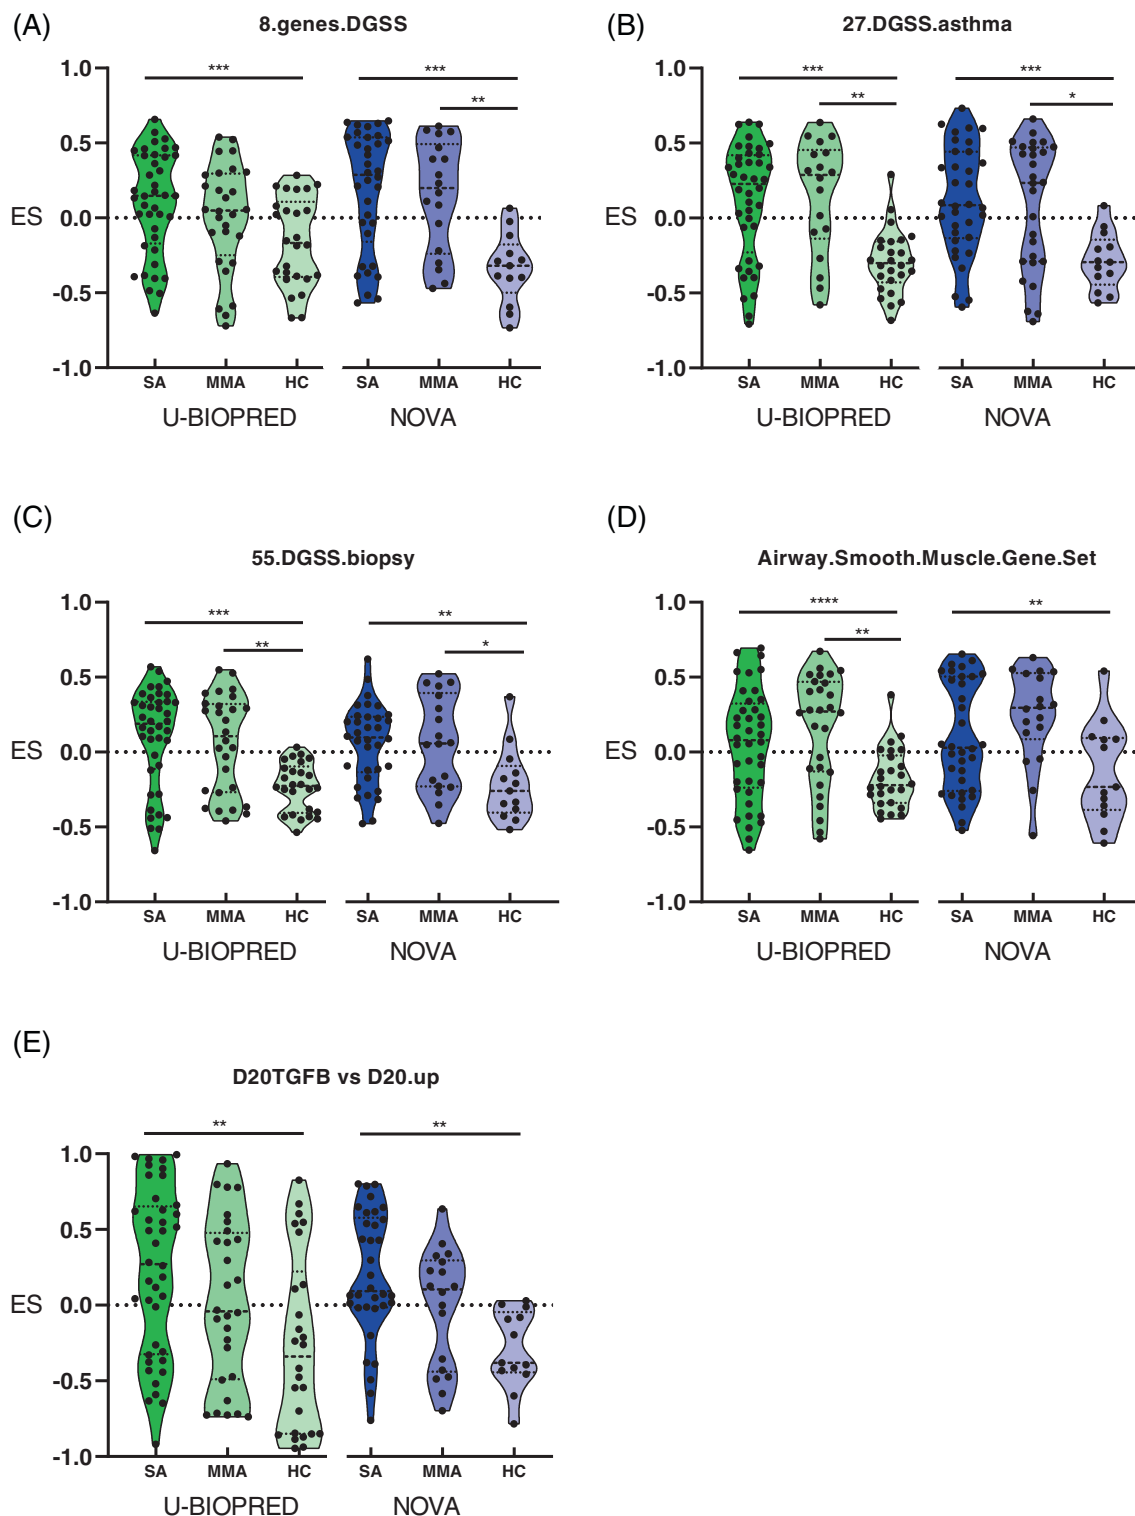 (A)
8.genes.DGSS
*** *** **
1.0
0.5
ES 0.0
-0.5
-1.0
SA MMA HC SA MMA HC
U-BIOPRED NOVA
(B)
27.DGSS.asthma
*** ** *** *
1.0
0.5
ES 0.0
-0.5
-1.0
SA MMA HC SA MMA HC
U-BIOPRED NOVA
(C)
55.DGSS.biopsy
*** ** ** *
1.0
0.5
ES 0.0
-0.5
-1.0
SA MMA HC SA MMA HC
U-BIOPRED NOVA
(D)
Airway.Smooth.Muscle.Gene.Set
**** ** **
1.0
0.5
ES 0.0
-0.5
-1.0
SA MMA HC SA MMA HC
U-BIOPRED NOVA
(E)
D20TGFB vs D20.up
** **
1.0
0.5
ES 0.0
-0.5
-1.0
SA MMA HC SA MMA HC
U-BIOPRED NOVA